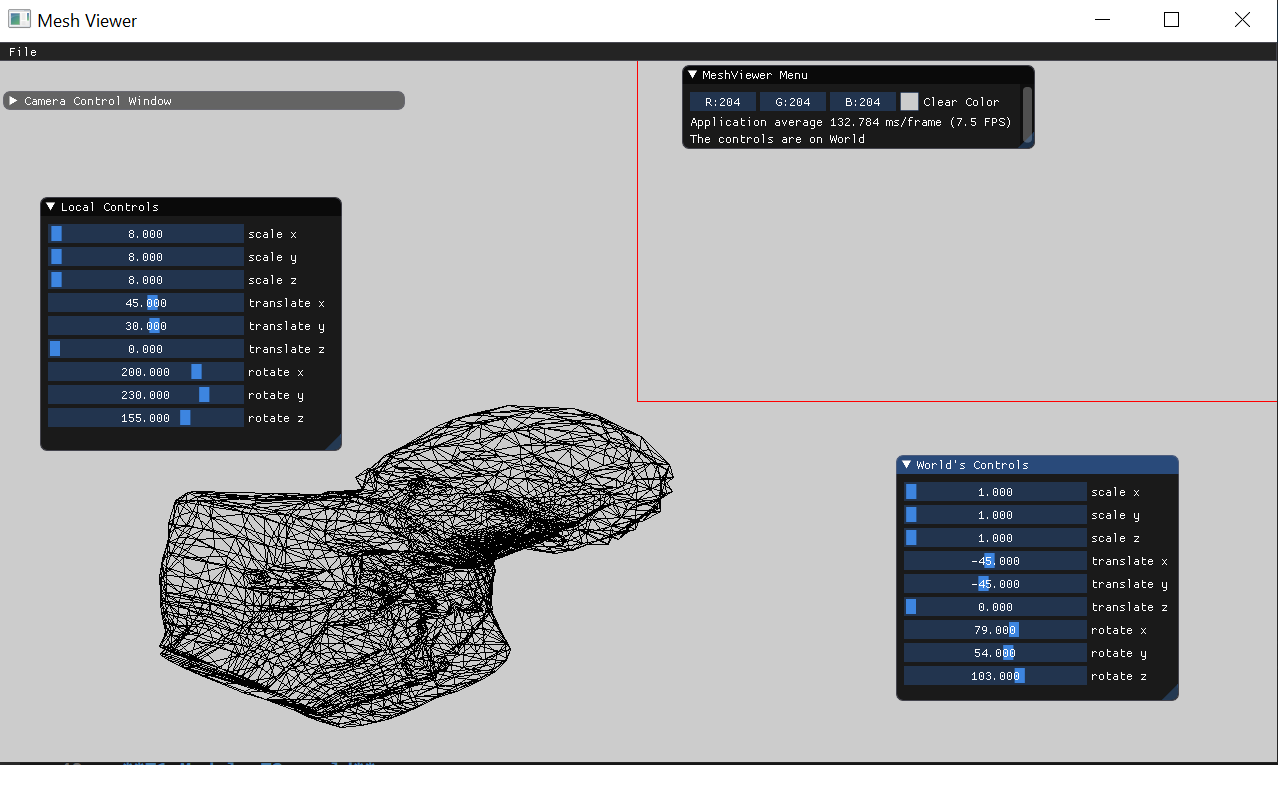 Mesh Viewer
File
Camera Control Window
MeshViewer Menu
R:204 G:204 B:204 Clear Color
Application average 132.784 ms/frame (7.5 FPS)
The controls are on World
Local Controls
8.000 scale x
8.000 scale y
8.000 scale z
45.000 translate x
30.000 translate y
0.000 translate z
200.000 rotate x
230.000 rotate y
155.000 rotate z
World's Controls
1.000 scale x
1.000 scale y
1.000 scale z
-45.000 translate x
-45.000 translate y
0.000 translate z
79.000 rotate x
54.000 rotate y
103.000 rotate z